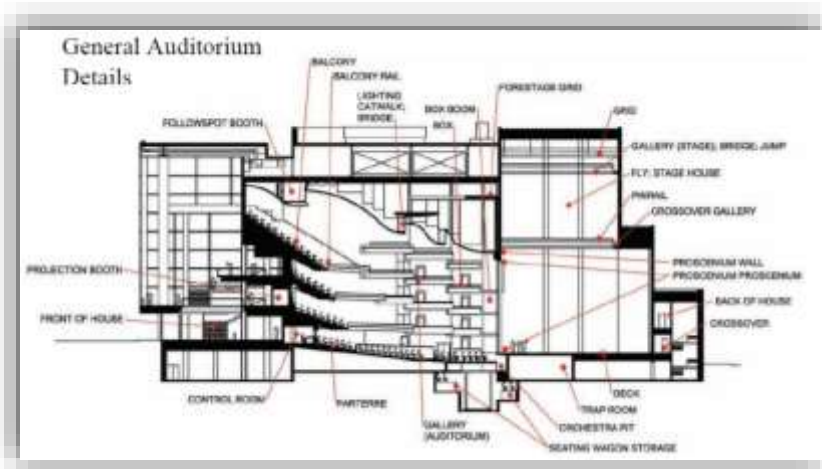 General Auditorium
Details
BALCONY
BALCONY RAIL
LIGHTING
CATWALK;
BRIDGE;
BOX BOOM
BOX
FORESTAGE GRID
GRID
FOLLOWSPOT BOOTH
GALLERY (STAGE); BRIDGE; JUMP
FLY; STAGE HOUSE
PINRAIL
CROSSOVER GALLERY
PROJECTION BOOTH
PROSCENIUM WALL
PROSCENIUM PROSCENIUM
BACK OF HOUSE
FRONT OF HOUSE
CROSSOVER
CONTROL ROOM
PARTERRE
GALLERY
(AUDITORIUM)
DECK
TRAP ROOM
ORCHESTRA PIT
SEATING WAGON STORAGE